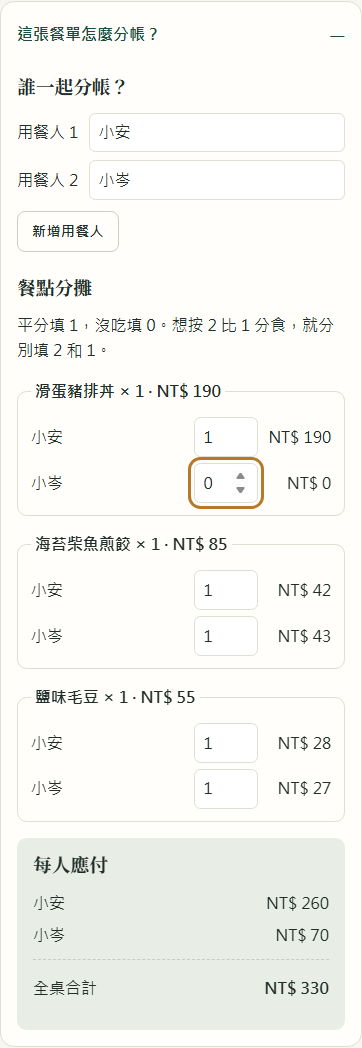 這張餐單怎麼分帳？ —
誰一起分帳？
用餐人 1 小安
用餐人 2 小岑
新增用餐人
餐點分攤
平分填 1，沒吃填 0。想按 2 比 1 分食，就分
別填 2 和 1。
滑蛋豬排丼 × 1 · NT$ 190
小安 1 NT$ 190
小岑 0 NT$ 0
海苔柴魚煎餃 × 1 · NT$ 85
小安 1 NT$ 42
小岑 1 NT$ 43
鹽味毛豆 × 1 · NT$ 55
小安 1 NT$ 28
小岑 1 NT$ 27
每人應付
小安 NT$ 260
小岑 NT$ 70
全桌合計 NT$ 330